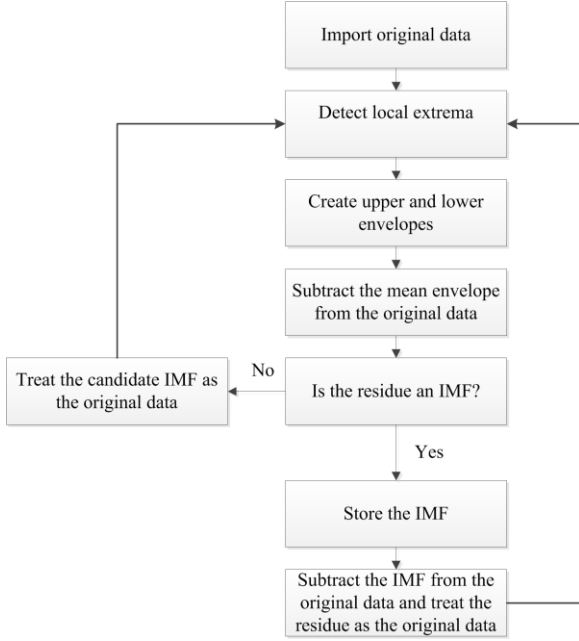 Import original data
Detect local extrema
Create upper and lower
envelopes
Subtract the mean envelope
from the original data
Is the residue an IMF?
No
Treat the candidate IMF as
the original data
Yes
Store the IMF
Subtract the IMF from the
original data and treat the
residue as the original data